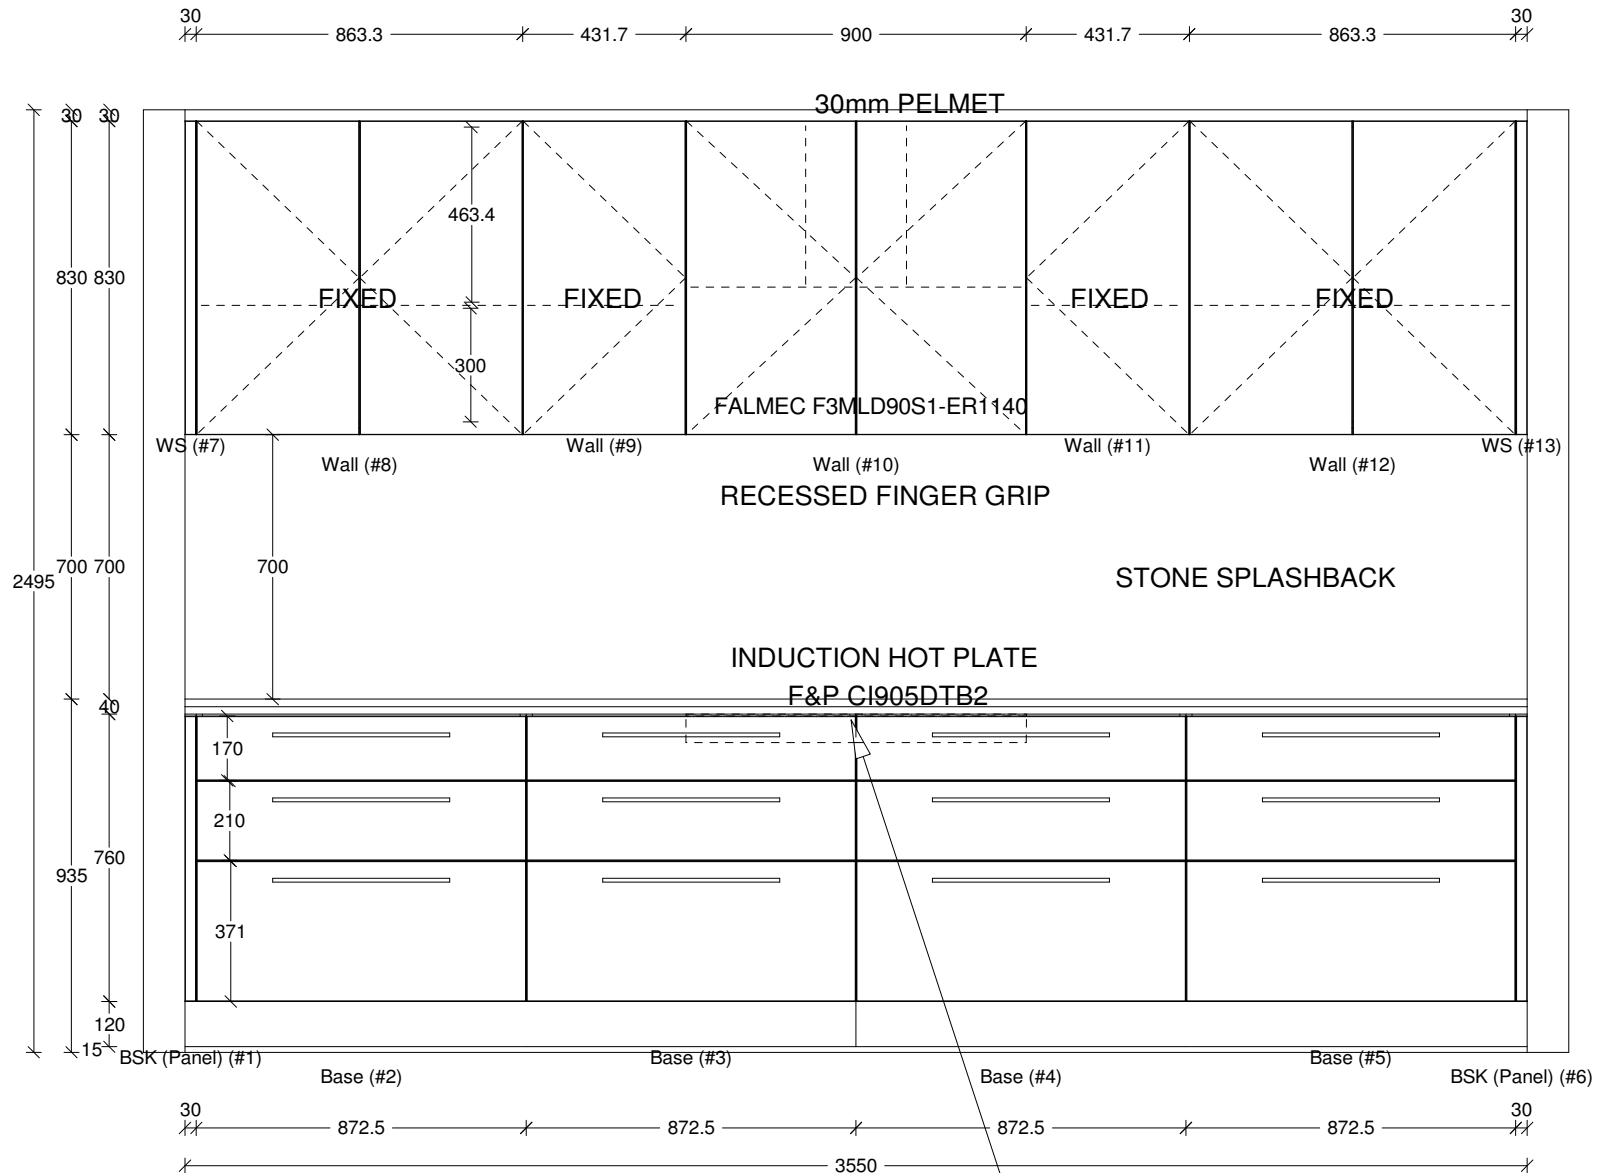 30 30
863.3 431.7 900 431.7 863.3
30mm PELMET
30 30
463.4
830 830
FIXED FIXED FIXED FIXED
300
FALMEC F3MLD90S1-ER1140
WS (#7) Wall (#9) Wall (#11) WS (#13)
Wall (#8) Wall (#10) Wall (#12)
RECESSED FINGER GRIP
2495 700 700 700
STONE SPLASHBACK
INDUCTION HOT PLATE
F&P CI905DTB2
40
170
210
760
935
371
120
15
BSK (Panel) (#1) Base (#3) Base (#5)
Base (#2) Base (#4) BSK (Panel) (#6)
30 30
872.5 872.5 872.5 872.5
3550